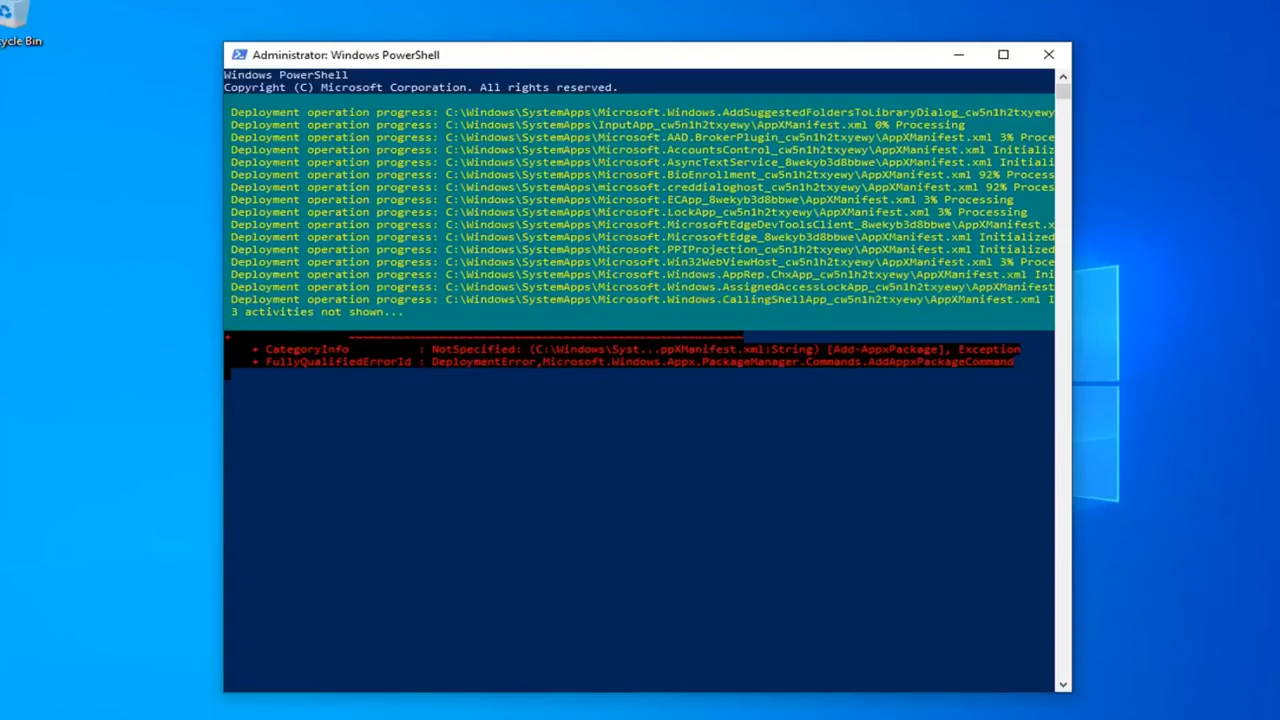 ycle Bin
Administrator: Windows PowerShell
Windows PowerShell
Copyright (C) Microsoft Corporation. All rights reserved.
Deployment operation progress: C:\Windows\SystemApps\Microsoft.Windows.AddSuggestedFoldersToLibraryDialog_cw5n1h2txyewy
Deployment operation progress: C:\Windows\SystemApps\InputApp_cw5n1h2txyewy\AppXManifest.xml 0% Processing
Deployment operation progress: C:\Windows\SystemApps\Microsoft.AAD.BrokerPlugin_cw5n1h2txyewy\AppXManifest.xml 3% Proce
Deployment operation progress: C:\Windows\SystemApps\Microsoft.AccountsControl_cw5n1h2txyewy\AppXManifest.xml Initializ
Deployment operation progress: C:\Windows\SystemApps\Microsoft.AsyncTextService_8wekyb3d8bbwe\AppXManifest.xml Initiali
Deployment operation progress: C:\Windows\SystemApps\Microsoft.BioEnrollment_cw5n1h2txyewy\AppXManifest.xml 92% Process
Deployment operation progress: C:\Windows\SystemApps\Microsoft.creddialoghost_cw5n1h2txyewy\AppXManifest.xml 92% Proces
Deployment operation progress: C:\Windows\SystemApps\Microsoft.ECApp_8wekyb3d8bbwe\AppXManifest.xml 3% Processing
Deployment operation progress: C:\Windows\SystemApps\Microsoft.LockApp_cw5n1h2txyewy\AppXManifest.xml 3% Processing
Deployment operation progress: C:\Windows\SystemApps\Microsoft.MicrosoftEdgeDevToolsClient_8wekyb3d8bbwe\AppXManifest.x
Deployment operation progress: C:\Windows\SystemApps\Microsoft.MicrosoftEdge_8wekyb3d8bbwe\AppXManifest.xml Initialized
Deployment operation progress: C:\Windows\SystemApps\Microsoft.PPIProjection_cw5n1h2txyewy\AppXManifest.xml Initialized
Deployment operation progress: C:\Windows\SystemApps\Microsoft.Win32WebViewHost_cw5n1h2txyewy\AppXManifest.xml 3% Proce
Deployment operation progress: C:\Windows\SystemApps\Microsoft.Windows.AppRep.ChxApp_cw5n1h2txyewy\AppXManifest.xml Ini
Deployment operation progress: C:\Windows\SystemApps\Microsoft.Windows.AssignedAccessLockApp_cw5n1h2txyewy\AppXManifest
Deployment operation progress: C:\Windows\SystemApps\Microsoft.Windows.CallingShellApp_cw5n1h2txyewy\AppXManifest.xml I
3 activities not shown...
+ ~~~~~~~~~~~~~~~~~~~~~~~~~~~~~~~~~~~~~~~~~~~~~~~~~~~~~~~~~
+ CategoryInfo : NotSpecified: (C:\Windows\Syst...ppXManifest.xml:String) [Add-AppxPackage], Exception
+ FullyQualifiedErrorId : DeploymentError,Microsoft.Windows.Appx.PackageManager.Commands.AddAppxPackageCommand